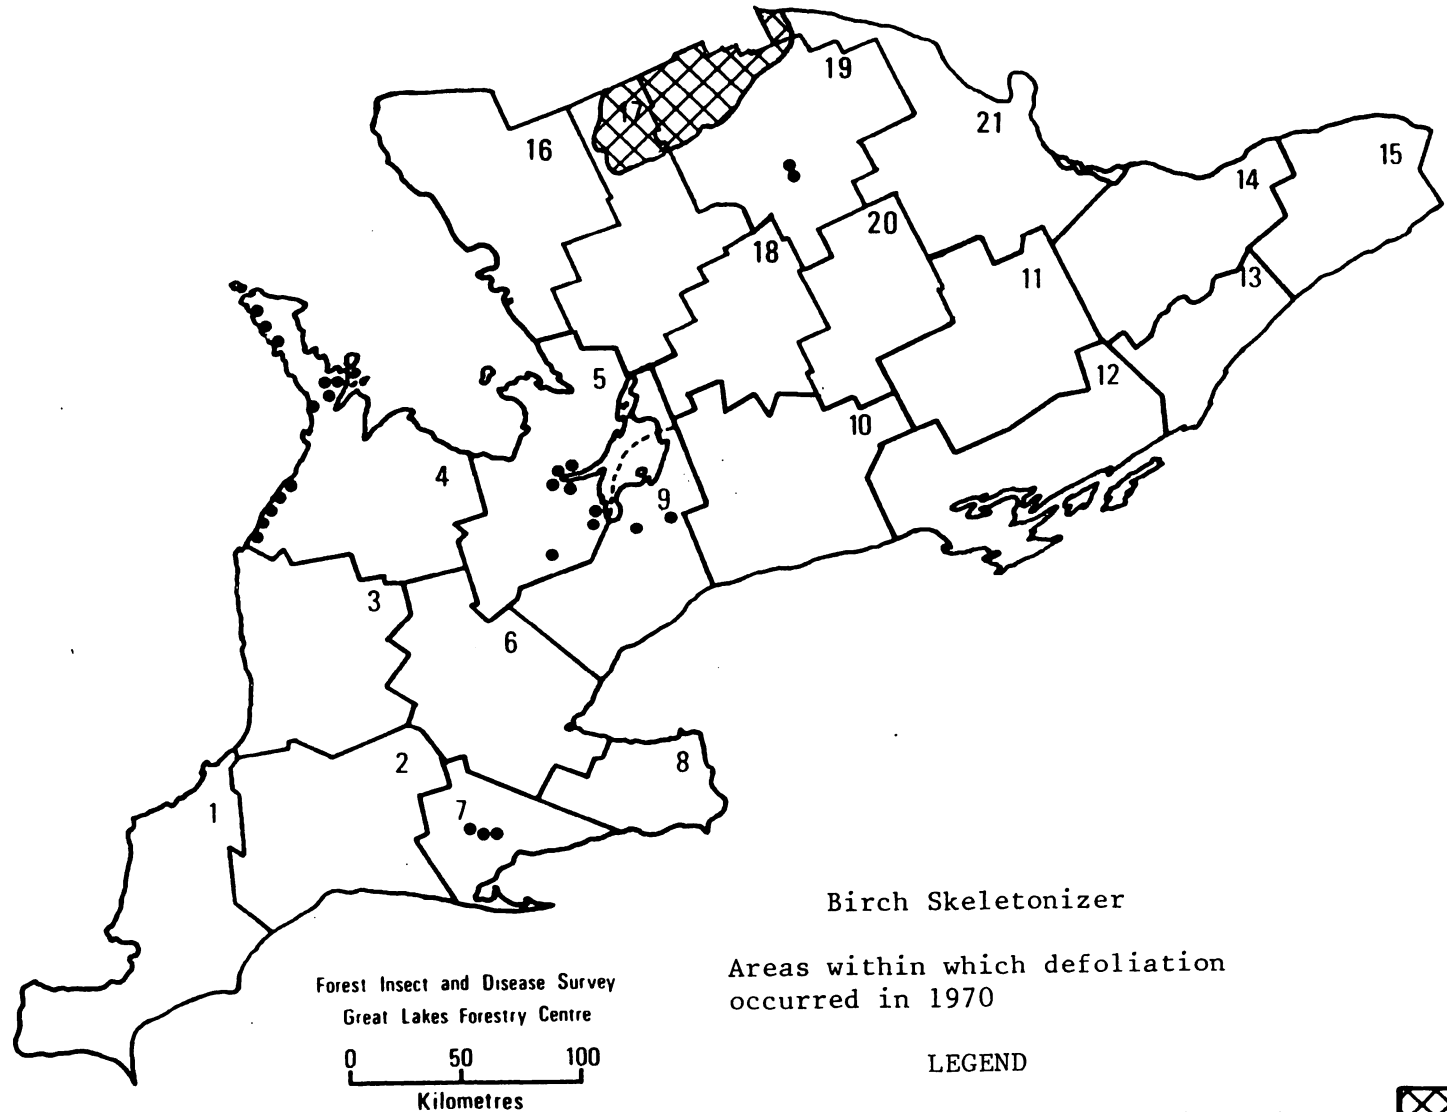 19
17
21
16
15
14
20
18
11
13
5
12
10
4
9
3
6
2
8
1
7
Birch Skeletonizer
Areas within which defoliation
occurred in 1970
Forest Insect and Disease Survey
Great Lakes Forestry Centre
LEGEND
0 50 100
Kilometres